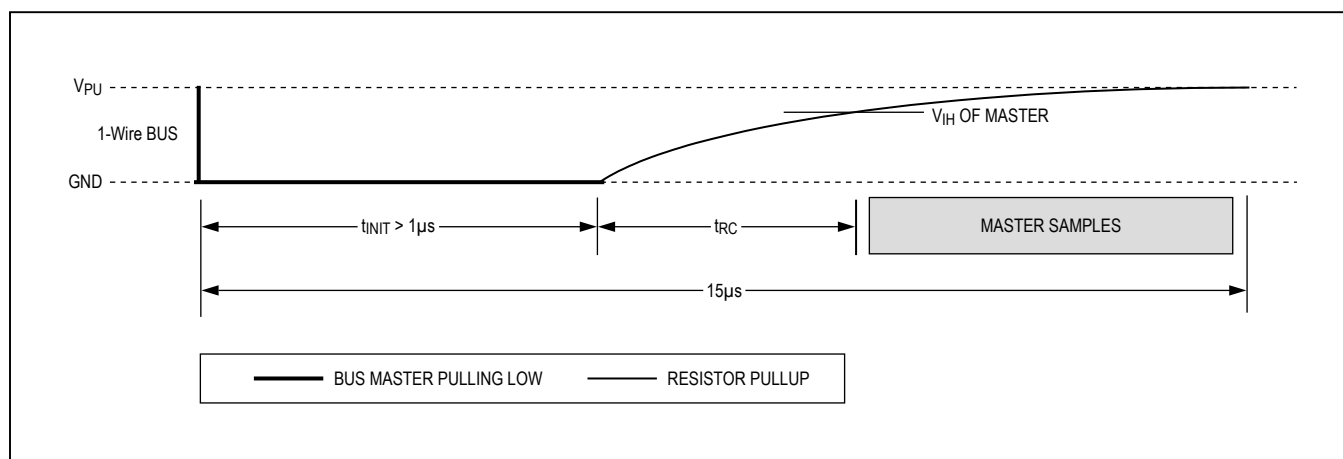 VPU
1-Wire BUS
GND
VIH OF MASTER
tINIT > 1µs
tRC
MASTER SAMPLES
15µs
BUS MASTER PULLING LOW
RESISTOR PULLUP